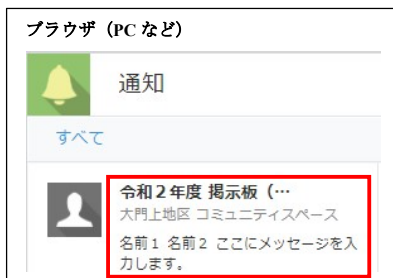 ブラウザ（PC など）
通知
すべて
令和２年度 掲示板（…
大門上地区 コミュニティスペース
名前１ 名前２ ここにメッセージを入
力します。